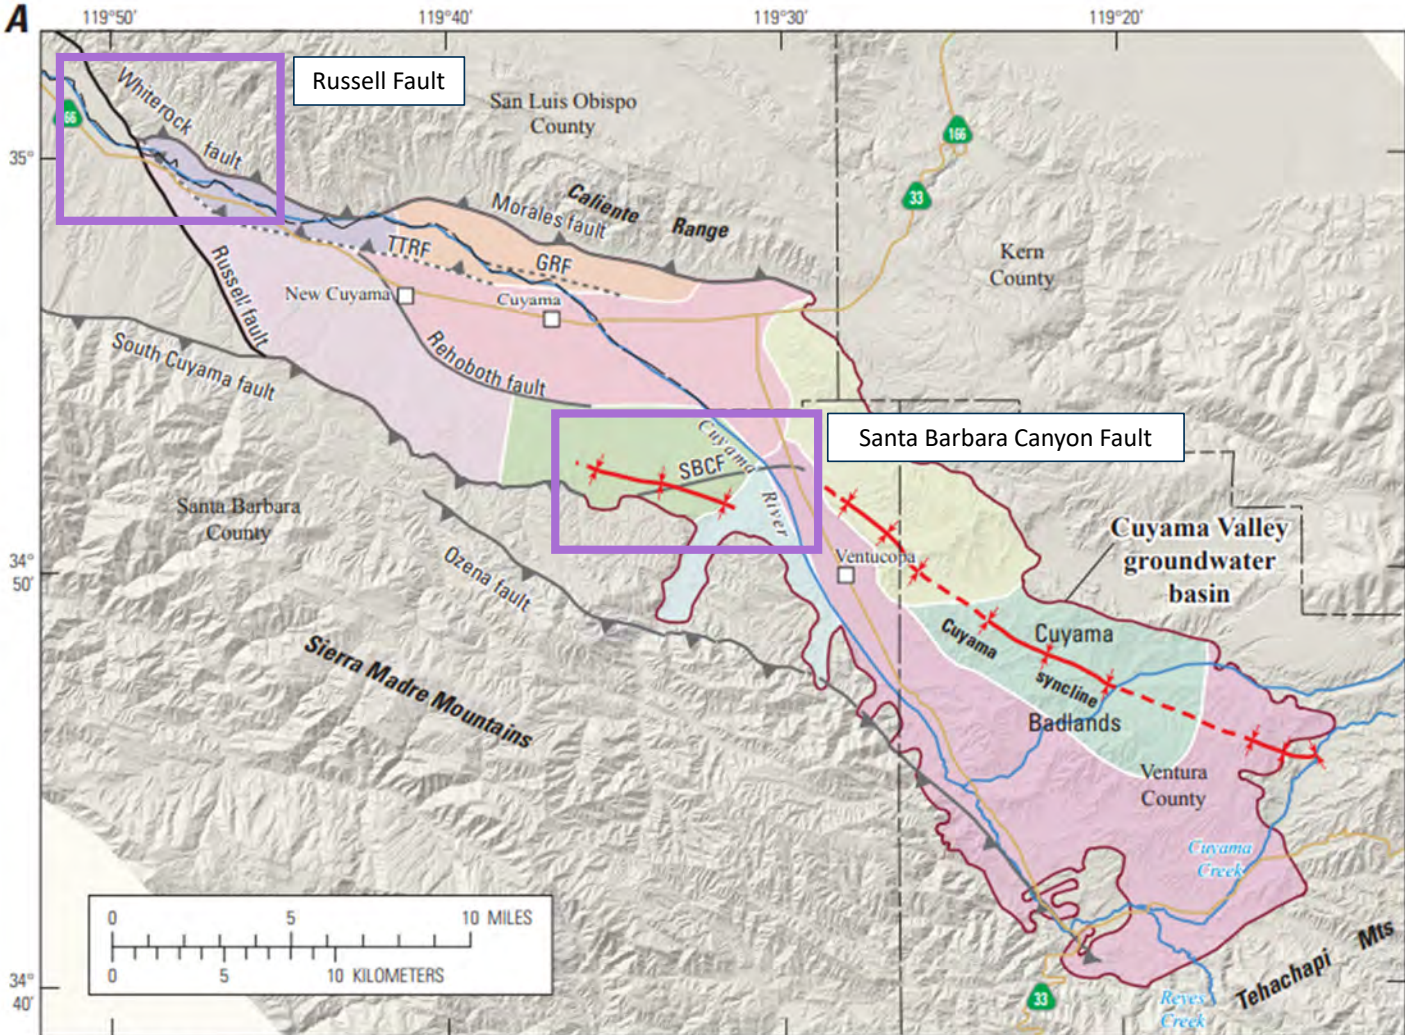 A
119°50'
119°40'
119°30'
119°20'
Russell Fault
Whiterock
fault
66
San Luis Obispo
County
166
35°
33
Caliente
Range
Morales fault
TTRF
GRF
Kern
County
Russell fault
New Cuyama
Cuyama
South Cuyama fault
Rehoboth fault
Santa Barbara Canyon Fault
Cuyama
River
SBCF
Santa Barbara
County
Cuyama Valley
groundwater
basin
34°
50'
Ventucopa
Ozena fault
Cuyama
syncline
Cuyama
Badlands
Sierra Madre Mountains
Ventura
County
Cuyama
Creek
0 5 10 MILES
0 5 10 KILOMETERS
34°
40'
33
Reyes
Creek
Tehachapi Mts